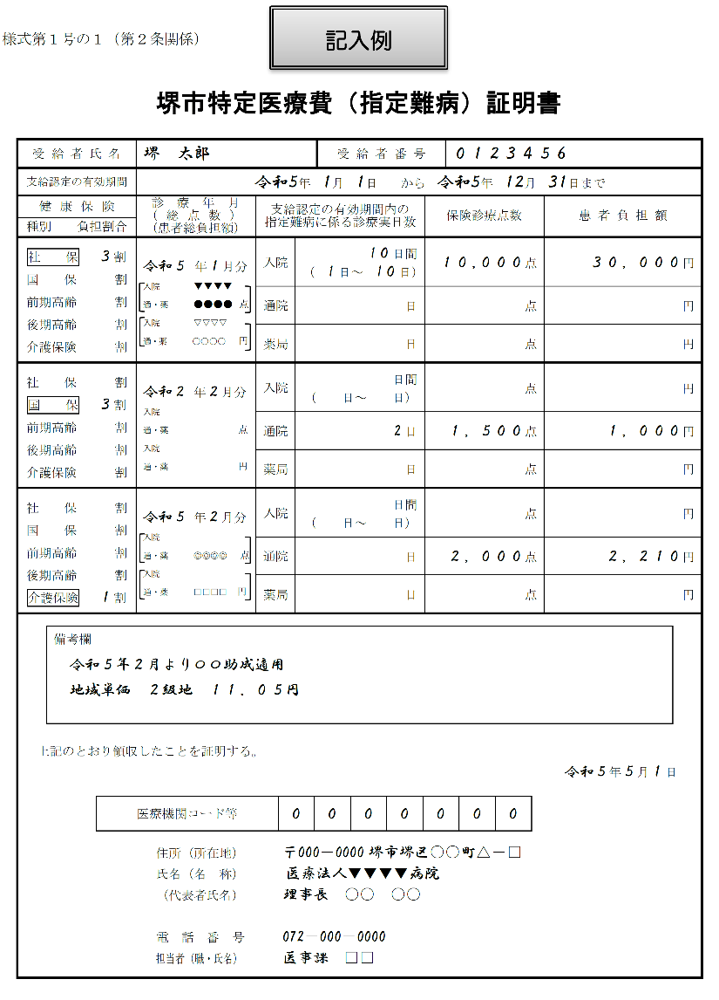 様式第1号の1（第2条関係）
記入例
堺市特定医療費（指定難病）証明書
受給者氏名 堺 太郎 受給者番号 0123456
支給認定の有効期間 令和5年 1月 1日 から 令和5年 12月 31日まで
健康保険
種別 負担割合
診療年月
（総点数）
（患者総負担額）
支給認定の有効期間内の
指定難病に係る診療実日数
保険診療点数
患者負担額
社 保 3割
国 保 割
前期高齢 割
後期高齢 割
介護保険 割
令和5 年1月分
入院 ▼▼▼▼
通・薬 ●●●● 点
入院 ▽▽▽▽
通・薬 ○○○○ 円
入院 10日間
（ 1日～ 10日） 10,000点 30,000円
通院 日 点 円
薬局 日 点 円
社 保 割
国 保 3割
前期高齢 割
後期高齢 割
介護保険 割
令和2 年2月分
入院
通・薬 点
入院
通・薬 円
入院 日間
（ 日～ 日） 点 円
通院 2日 1,500点 1,000円
薬局 日 点 円
社 保 割
国 保 割
前期高齢 割
後期高齢 割
介護保険 1割
令和5 年2月分
入院
通・薬 ◎◎◎◎ 点
入院
通・薬 □□□□ 円
入院 日間
（ 日～ 日） 点 円
通院 日 2,000点 2,210円
薬局 日 点 円
備考欄
令和5年2月より○○助成適用
地域単価 2級地 11.05円
上記のとおり領収したことを証明する。
令和5年5月1日
医療機関コード等 0 0 0 0 0 0 0
住所（所在地） 〒000－0000 堺市堺区○○町△－□
氏名（名 称） 医療法人▼▼▼▼病院
（代表者氏名） 理事長 ○○ ○○
電話番号 072－000－0000
担当者（職・氏名） 医事課 □□